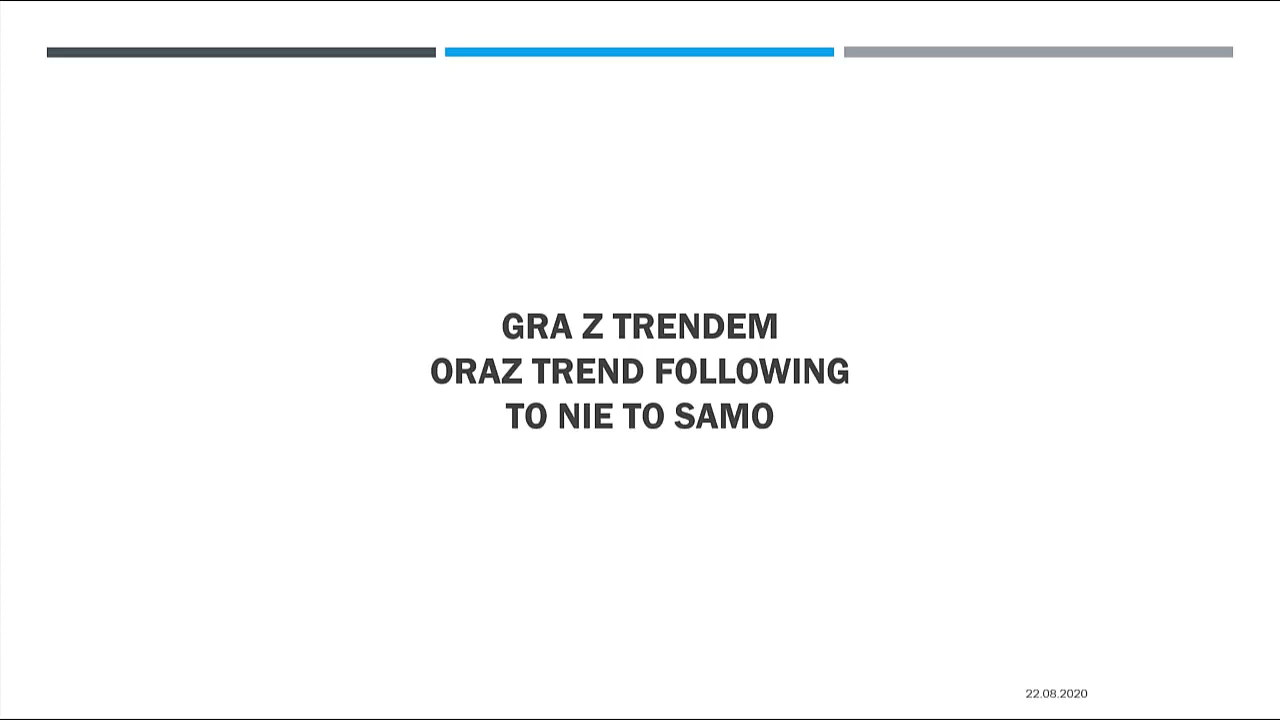 GRA Z TRENDEM
ORAZ TREND FOLLOWING
TO NIE TO SAMO
22.08.2020